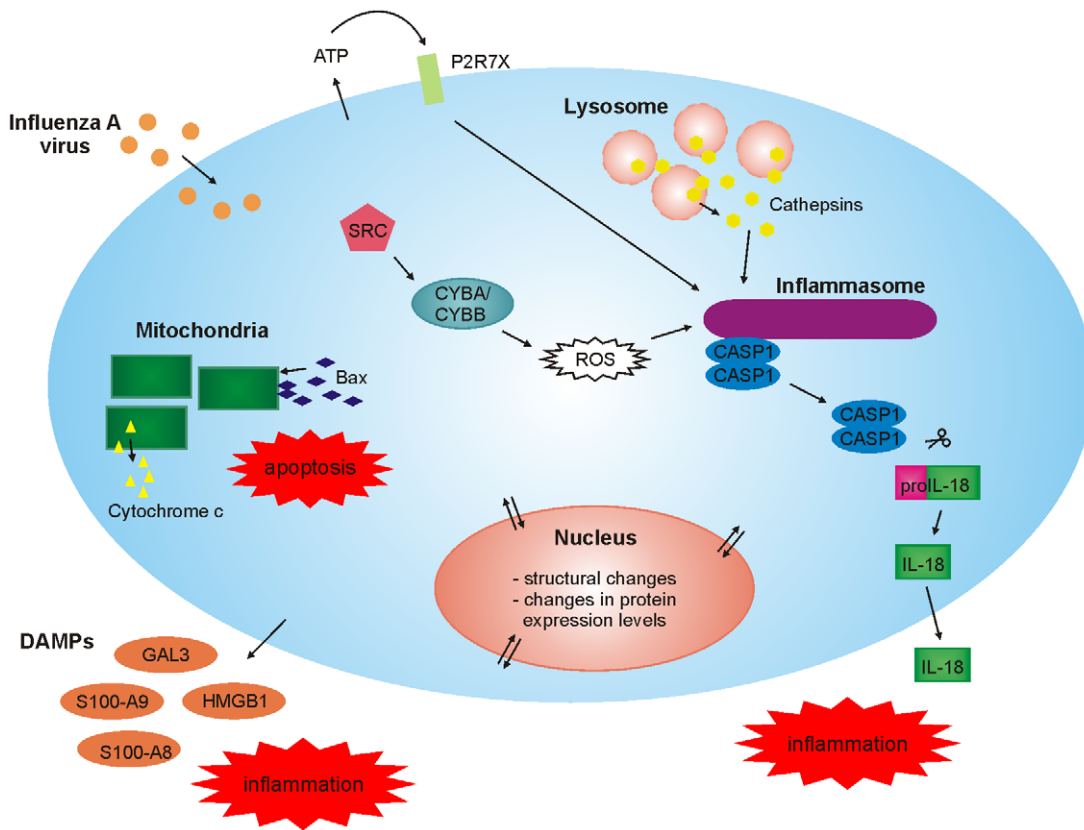 ATP
P2R7X
Influenza A
virus
Lysosome
Cathepsins
SRC
CYBA/
CYBB
Inflammasome
ROS
CASP1
CASP1
Mitochondria
Bax
CASP1
CASP1
apoptosis
proIL-18
Cytochrome c
Nucleus
- structural changes
- changes in protein
expression levels
IL-18
DAMPs
GAL3
S100-A9
HMGB1
S100-A8
IL-18
inflammation
inflammation